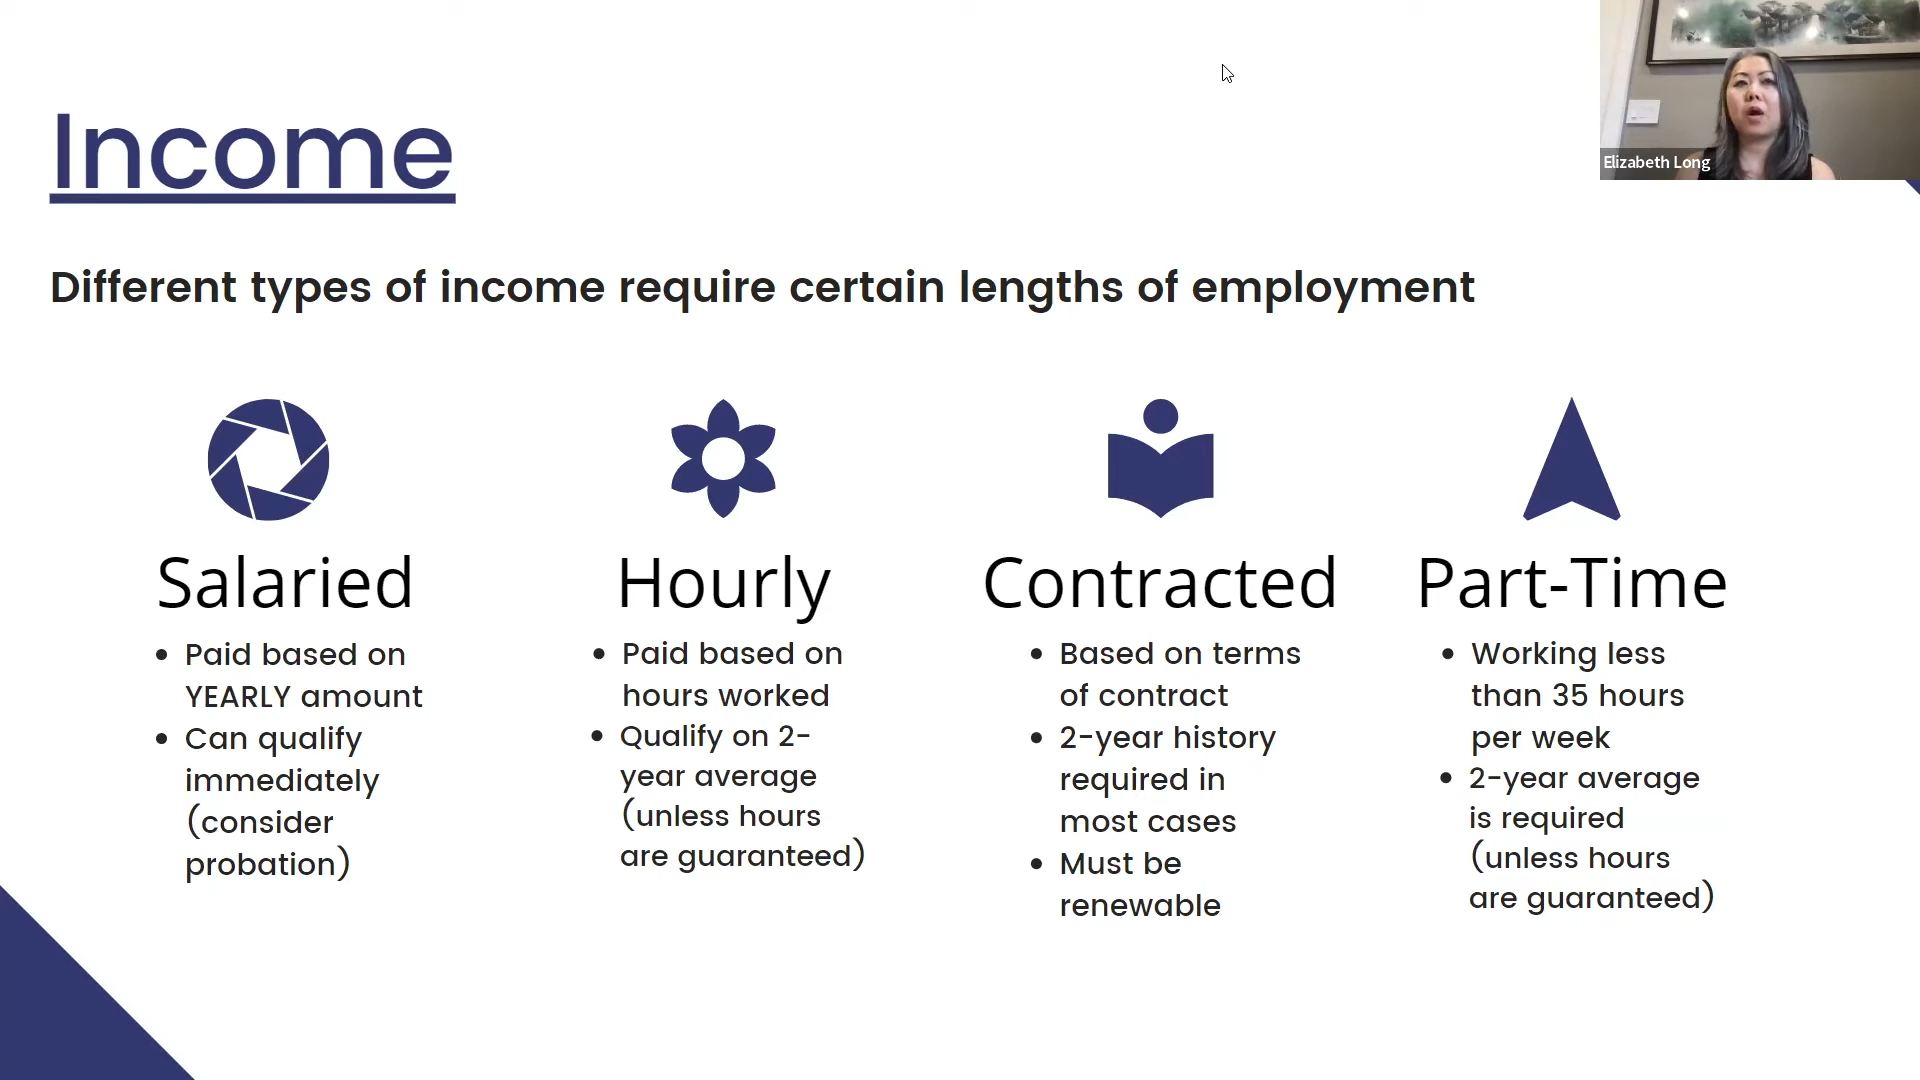 Income
Elizabeth Long
Different types of income require certain lengths of employment
Salaried
• Paid based on
YEARLY amount
• Can qualify
immediately
(consider
probation)
Hourly
• Paid based on
hours worked
• Qualify on 2-
year average
(unless hours
are guaranteed)
Contracted
• Based on terms
of contract
• 2-year history
required in
most cases
• Must be
renewable
Part-Time
• Working less
than 35 hours
per week
• 2-year average
is required
(unless hours
are guaranteed)